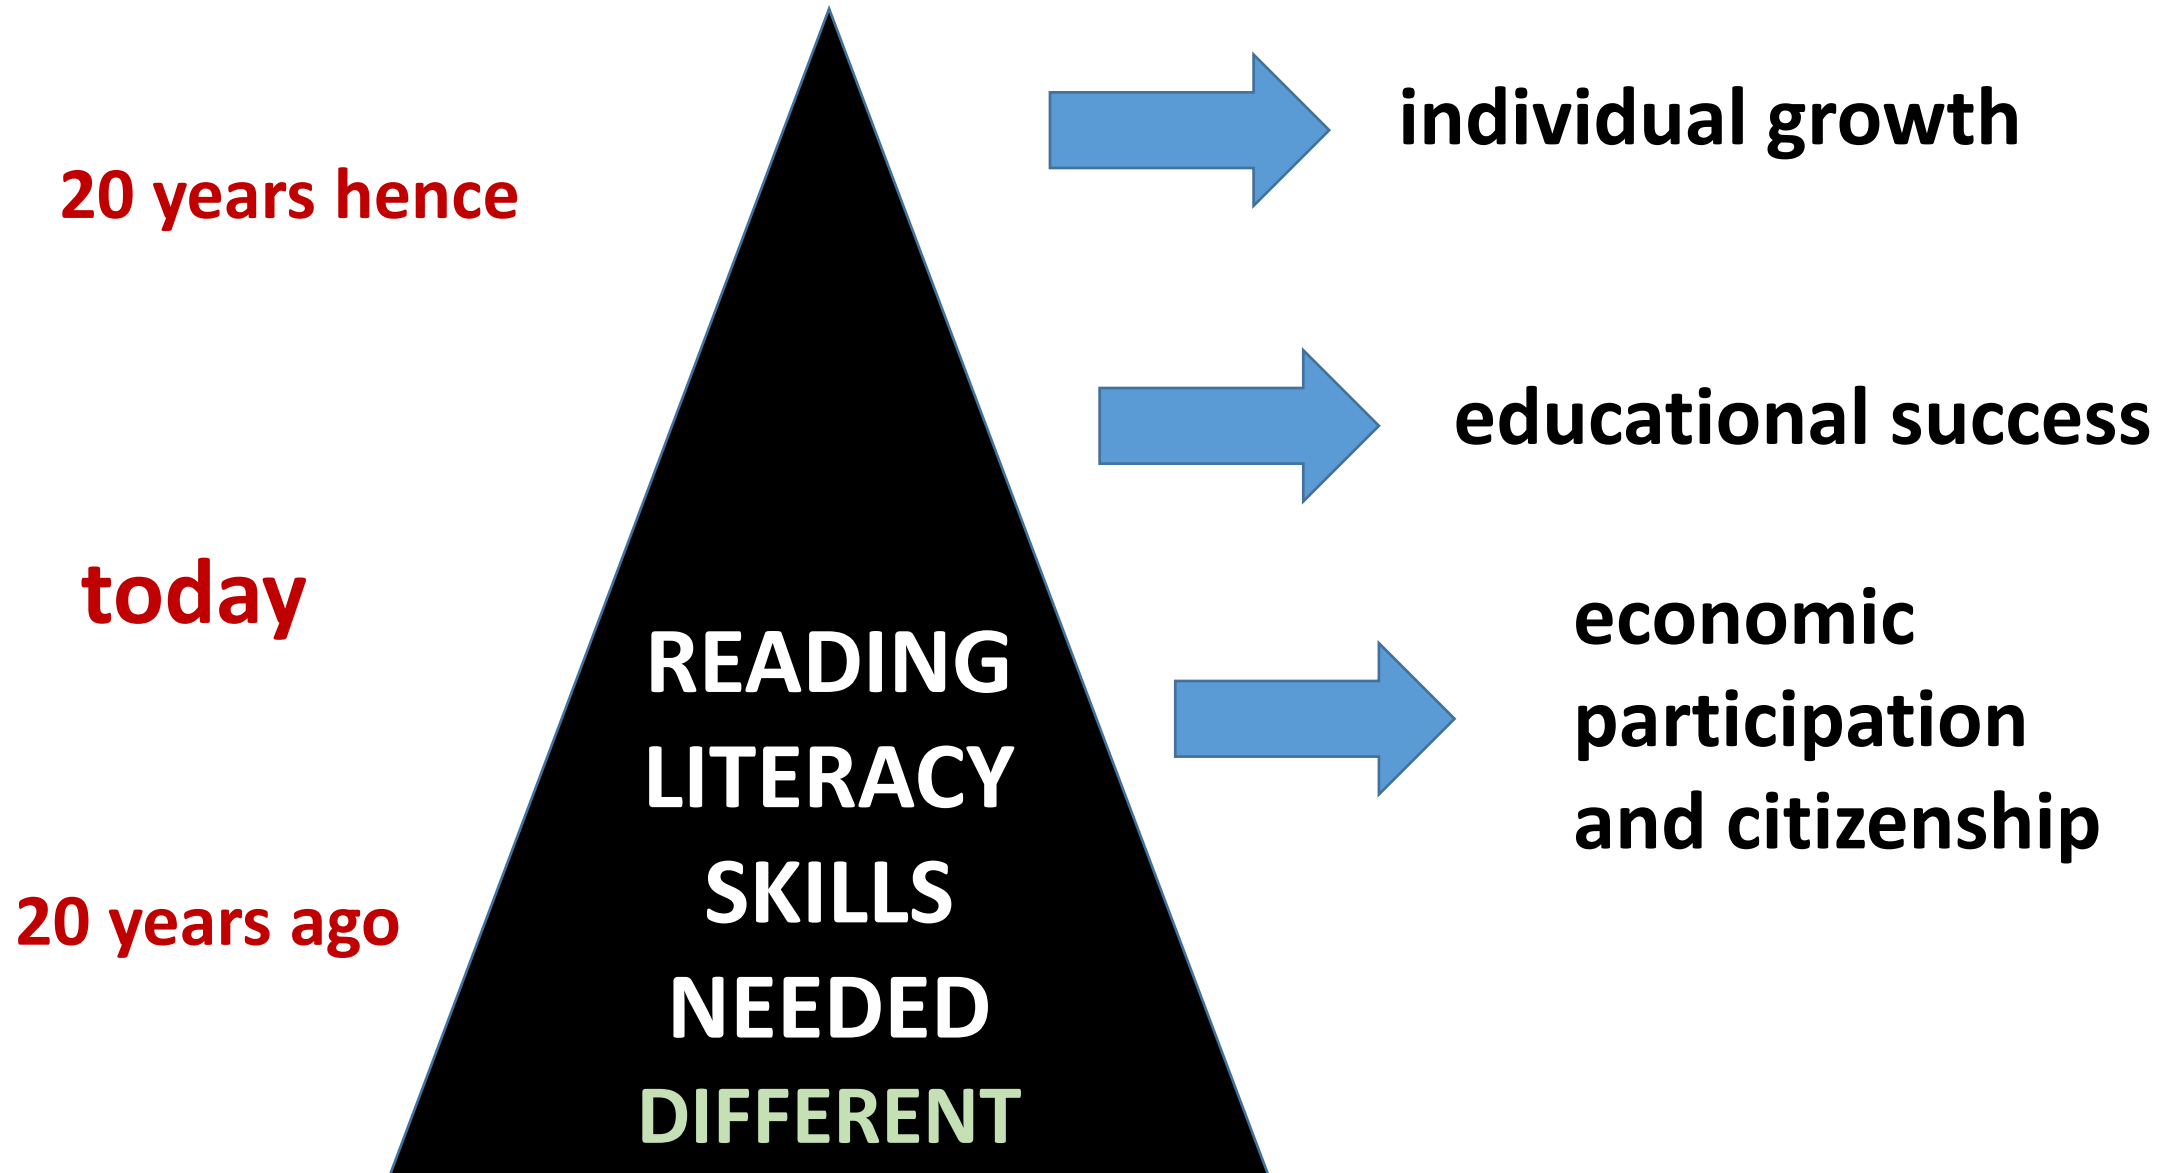 20 years hence
today
20 years ago
READING
LITERACY
SKILLS
NEEDED
DIFFERENT
individual growth
educational success
economic
participation
and citizenship